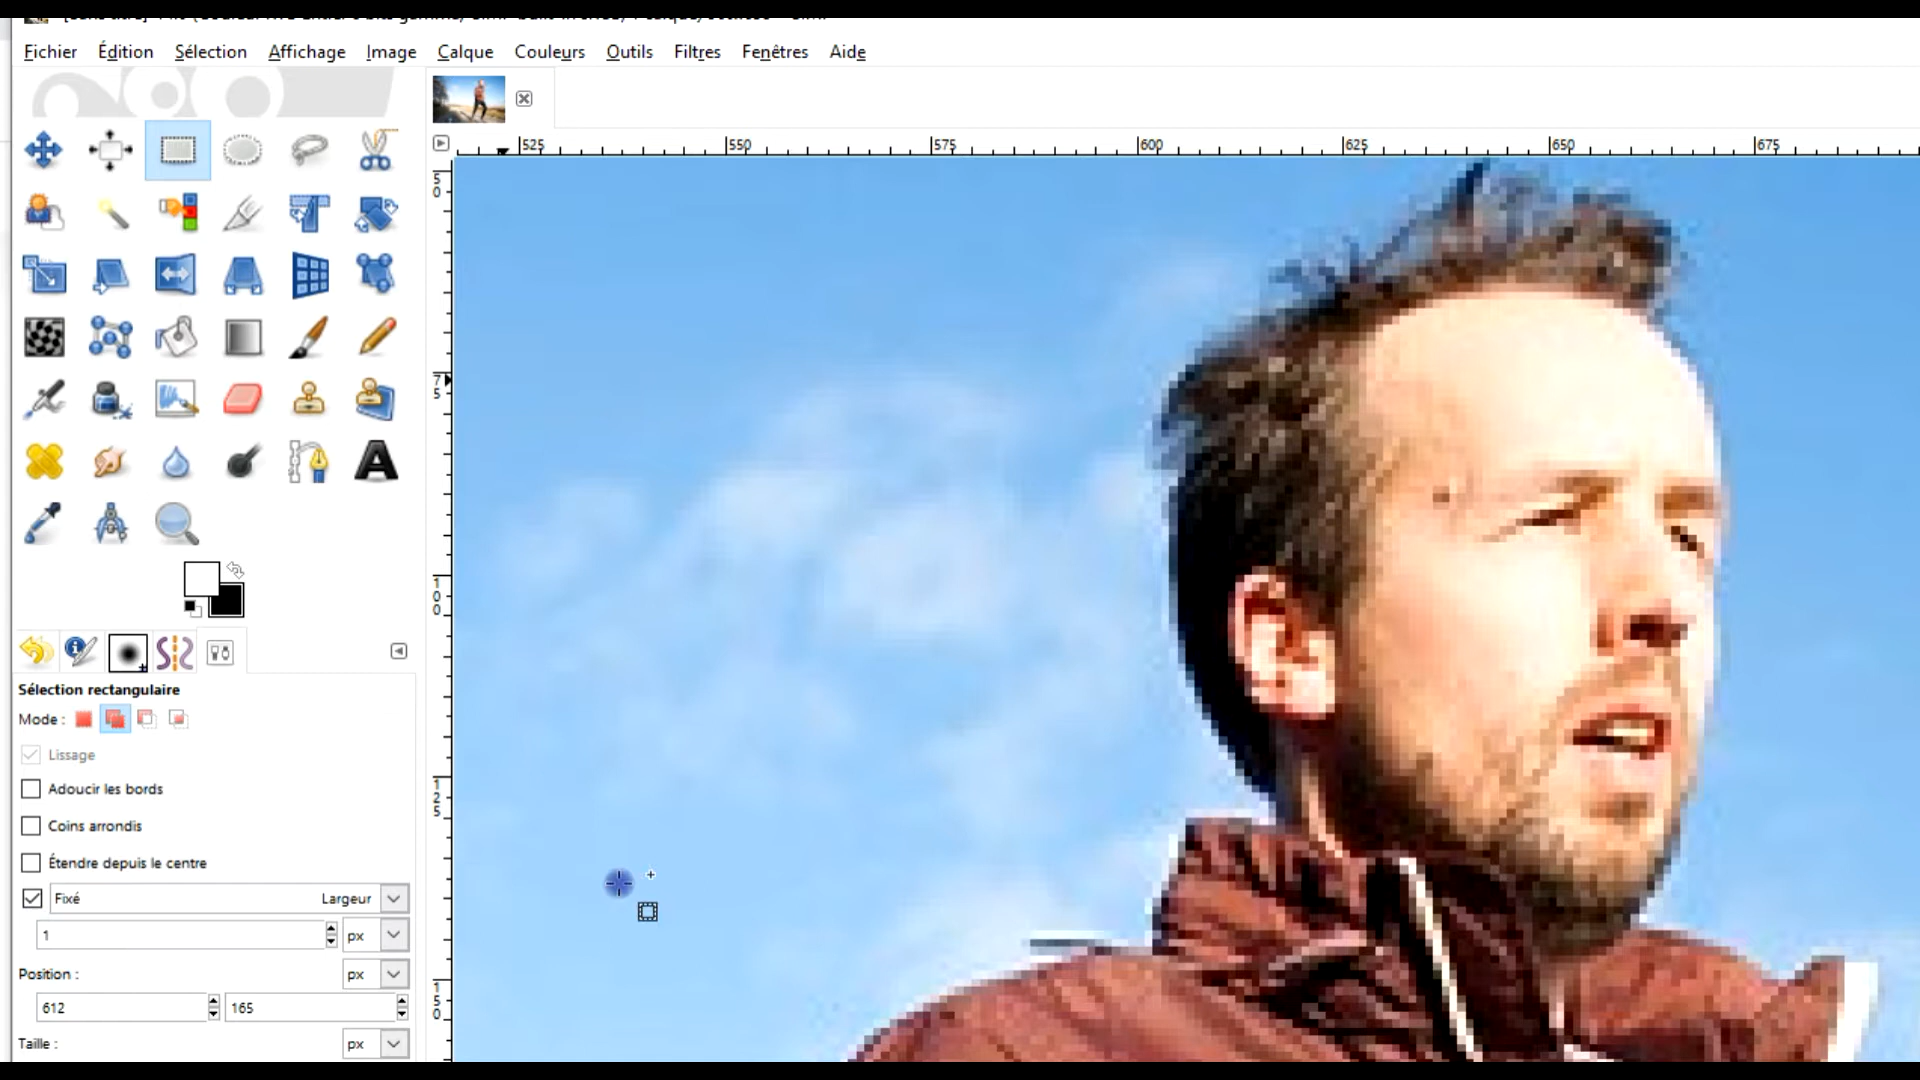 Fichier Édition Sélection Affichage Image Calque Couleurs Outils Filtres Fenêtres Aide
525 550 575 600 625 650 675
50
75
100
125
150
Sélection rectangulaire
Mode :
Lissage
Adoucir les bords
Coins arrondis
Étendre depuis le centre
Fixé Largeur
1 px
Position : px
612 165
Taille : px